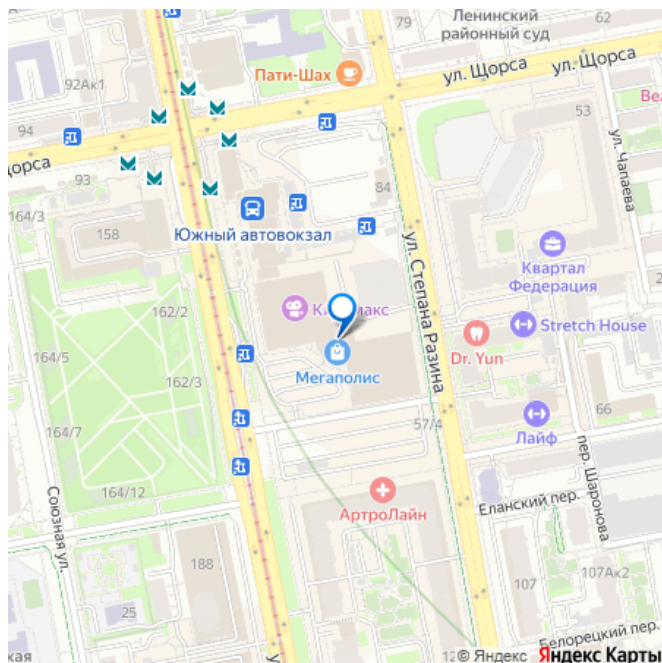 Ленинский
районный суд
62
79
ул. Щорса
ул. Щорса
Пати-Шах
92Ак1
Веа
53
94
ул. Чапаева
щорса
93
84
164/3
158
Южный автовокзал
ул. Степана Разина
Квартал
Федерация
162/2
Stretch House
164/5
Dr. Yun
Мегаполис
162/3
66
57/4
164/7
Лайф
пер. Шаронова
164/12
АртроЛайн
Еланский пер.
Союзная ул.
188
107
107Ак2
25
Белорецкий пер.
ская
у
© Яндекс Яндекс Карты